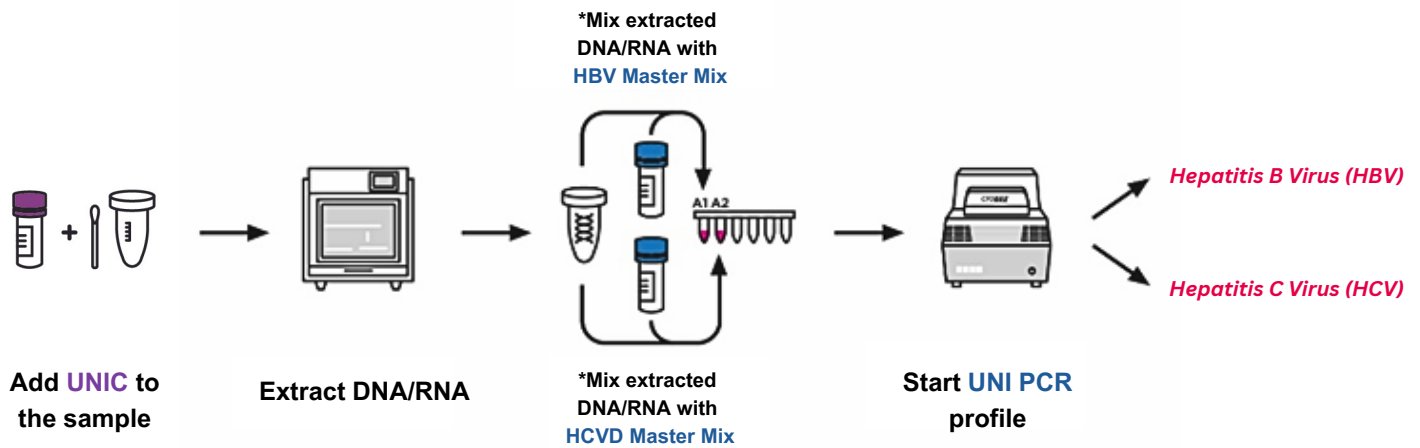 *Mix extracted
DNA/RNA with
HBV Master Mix
A1 A2
Hepatitis B Virus (HBV)
Hepatitis C Virus (HCV)
Add UNIC to
the sample
Extract DNA/RNA
*Mix extracted
DNA/RNA with
HCVD Master Mix
Start UNI PCR
profile